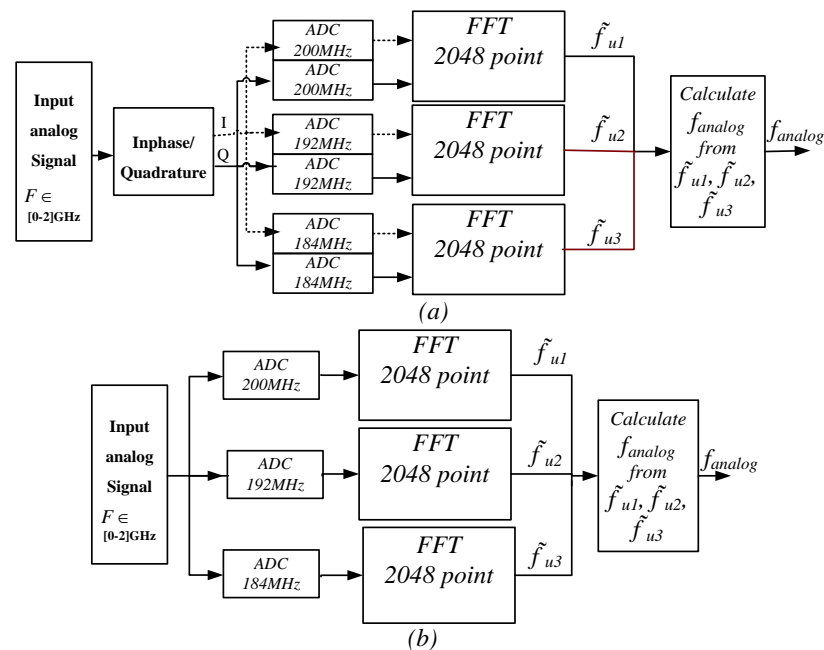 Input
analog
Signal
F ∈
[0-2]GHz
Inphase/
Quadrature
I
Q
ADC
200MHz
ADC
200MHz
ADC
192MHz
ADC
192MHz
ADC
184MHz
ADC
184MHz
FFT
2048 point
FFT
2048 point
FFT
2048 point
f̃u1
f̃u2
f̃u3
Calculate
fanalog
from
f̃u1, f̃u2,
f̃u3
fanalog
(a)
Input
analog
Signal
F ∈
[0-2]GHz
ADC
200MHz
ADC
192MHz
ADC
184MHz
FFT
2048 point
FFT
2048 point
FFT
2048 point
f̃u1
f̃u2
f̃u3
Calculate
fanalog
from
f̃u1, f̃u2,
f̃u3
fanalog
(b)